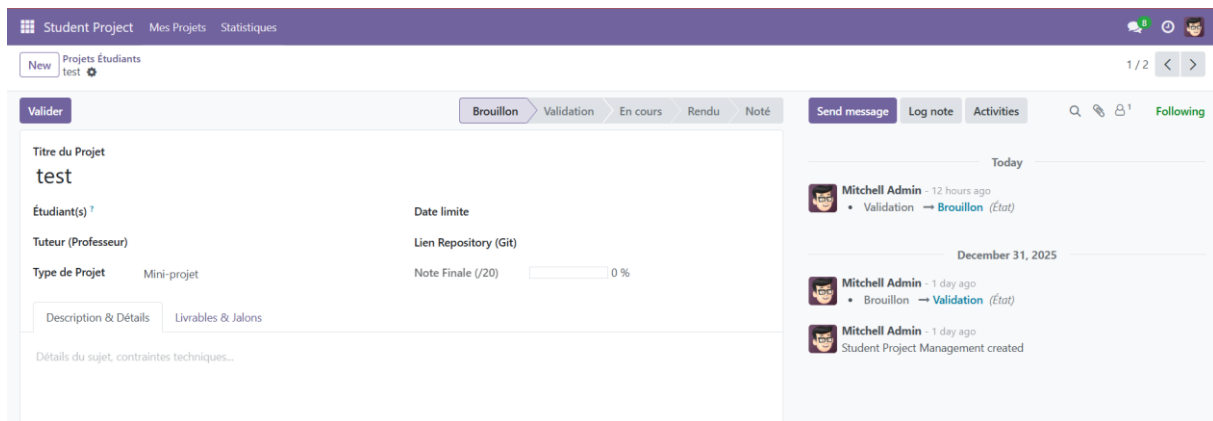 Student Project Mes Projets Statistiques 8
New Projets Étudiants
test
1 / 2
Valider
Brouillon Validation En cours Rendu Noté
Send message Log note Activities 1 Following
Titre du Projet
test
Étudiant(s) ?
Date limite
Tuteur (Professeur)
Lien Repository (Git)
Type de Projet Mini-projet
Note Finale (/20) 0 %
Description & Détails Livrables & Jalons
Détails du sujet, contraintes techniques...
Today
Mitchell Admin - 12 hours ago
• Validation → Brouillon (État)
December 31, 2025
Mitchell Admin - 1 day ago
• Brouillon → Validation (État)
Mitchell Admin - 1 day ago
Student Project Management created